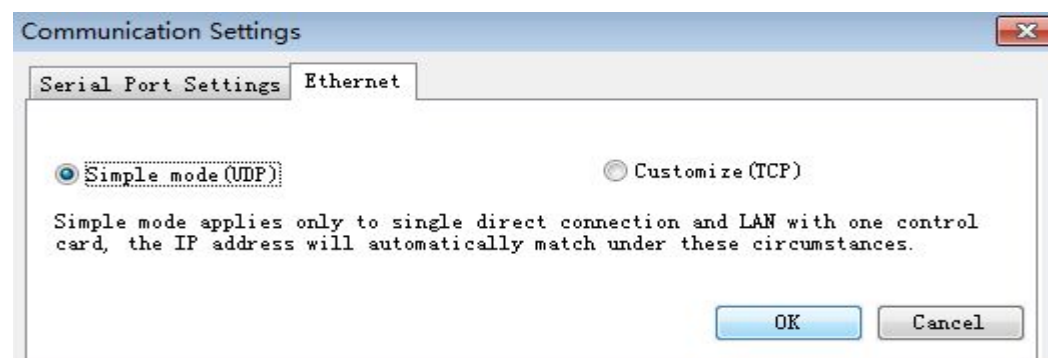 Communication Settings
Serial Port Settings Ethernet
Simple mode(UDP) Customize(TCP)
Simple mode applies only to single direct connection and LAN with one control
card, the IP address will automatically match under these circumstances.
OK Cancel